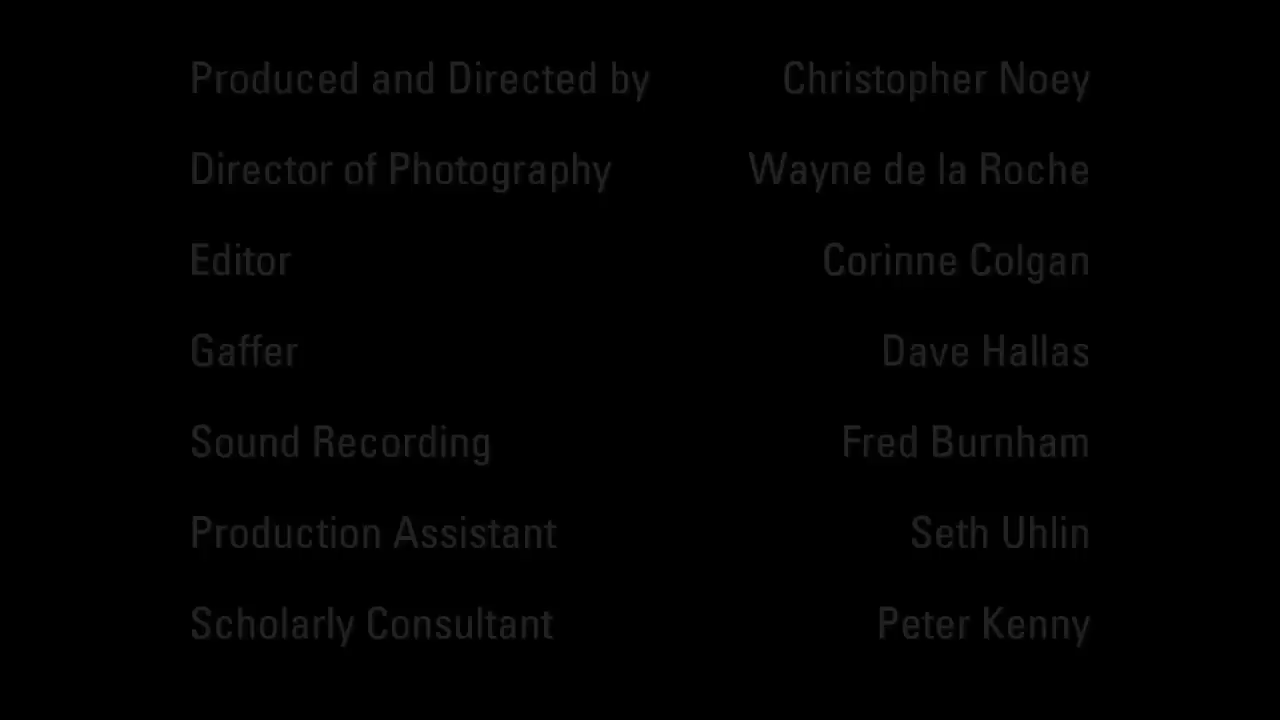 Produced and Directed by Christopher Noey
Director of Photography Wayne de la Roche
Editor Corinne Colgan
Gaffer Dave Hallas
Sound Recording Fred Burnham
Production Assistant Seth Uhlin
Scholarly Consultant Peter Kenny